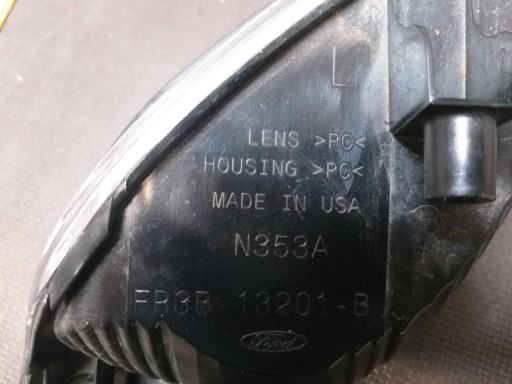 L
LENS >PC<
HOUSING >PC<
MADE IN USA
N353A
FR3B-13201-B
Ford